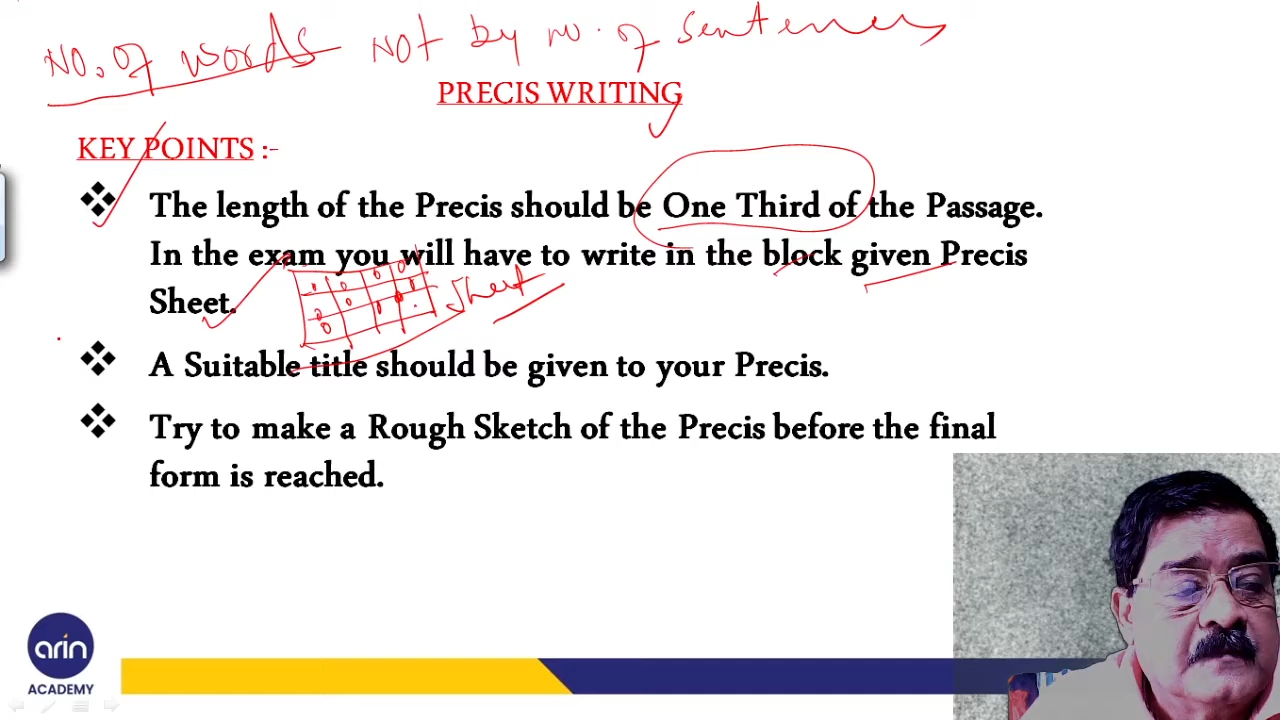 NO. of words Not by no. of sentences
PRECIS WRITING
KEY POINTS :-
❖ The length of the Precis should be One Third of the Passage.
In the exam you will have to write in the block given Precis
Sheet.
Sheet
❖ A Suitable title should be given to your Precis.
❖ Try to make a Rough Sketch of the Precis before the final
form is reached.
arin
ACADEMY